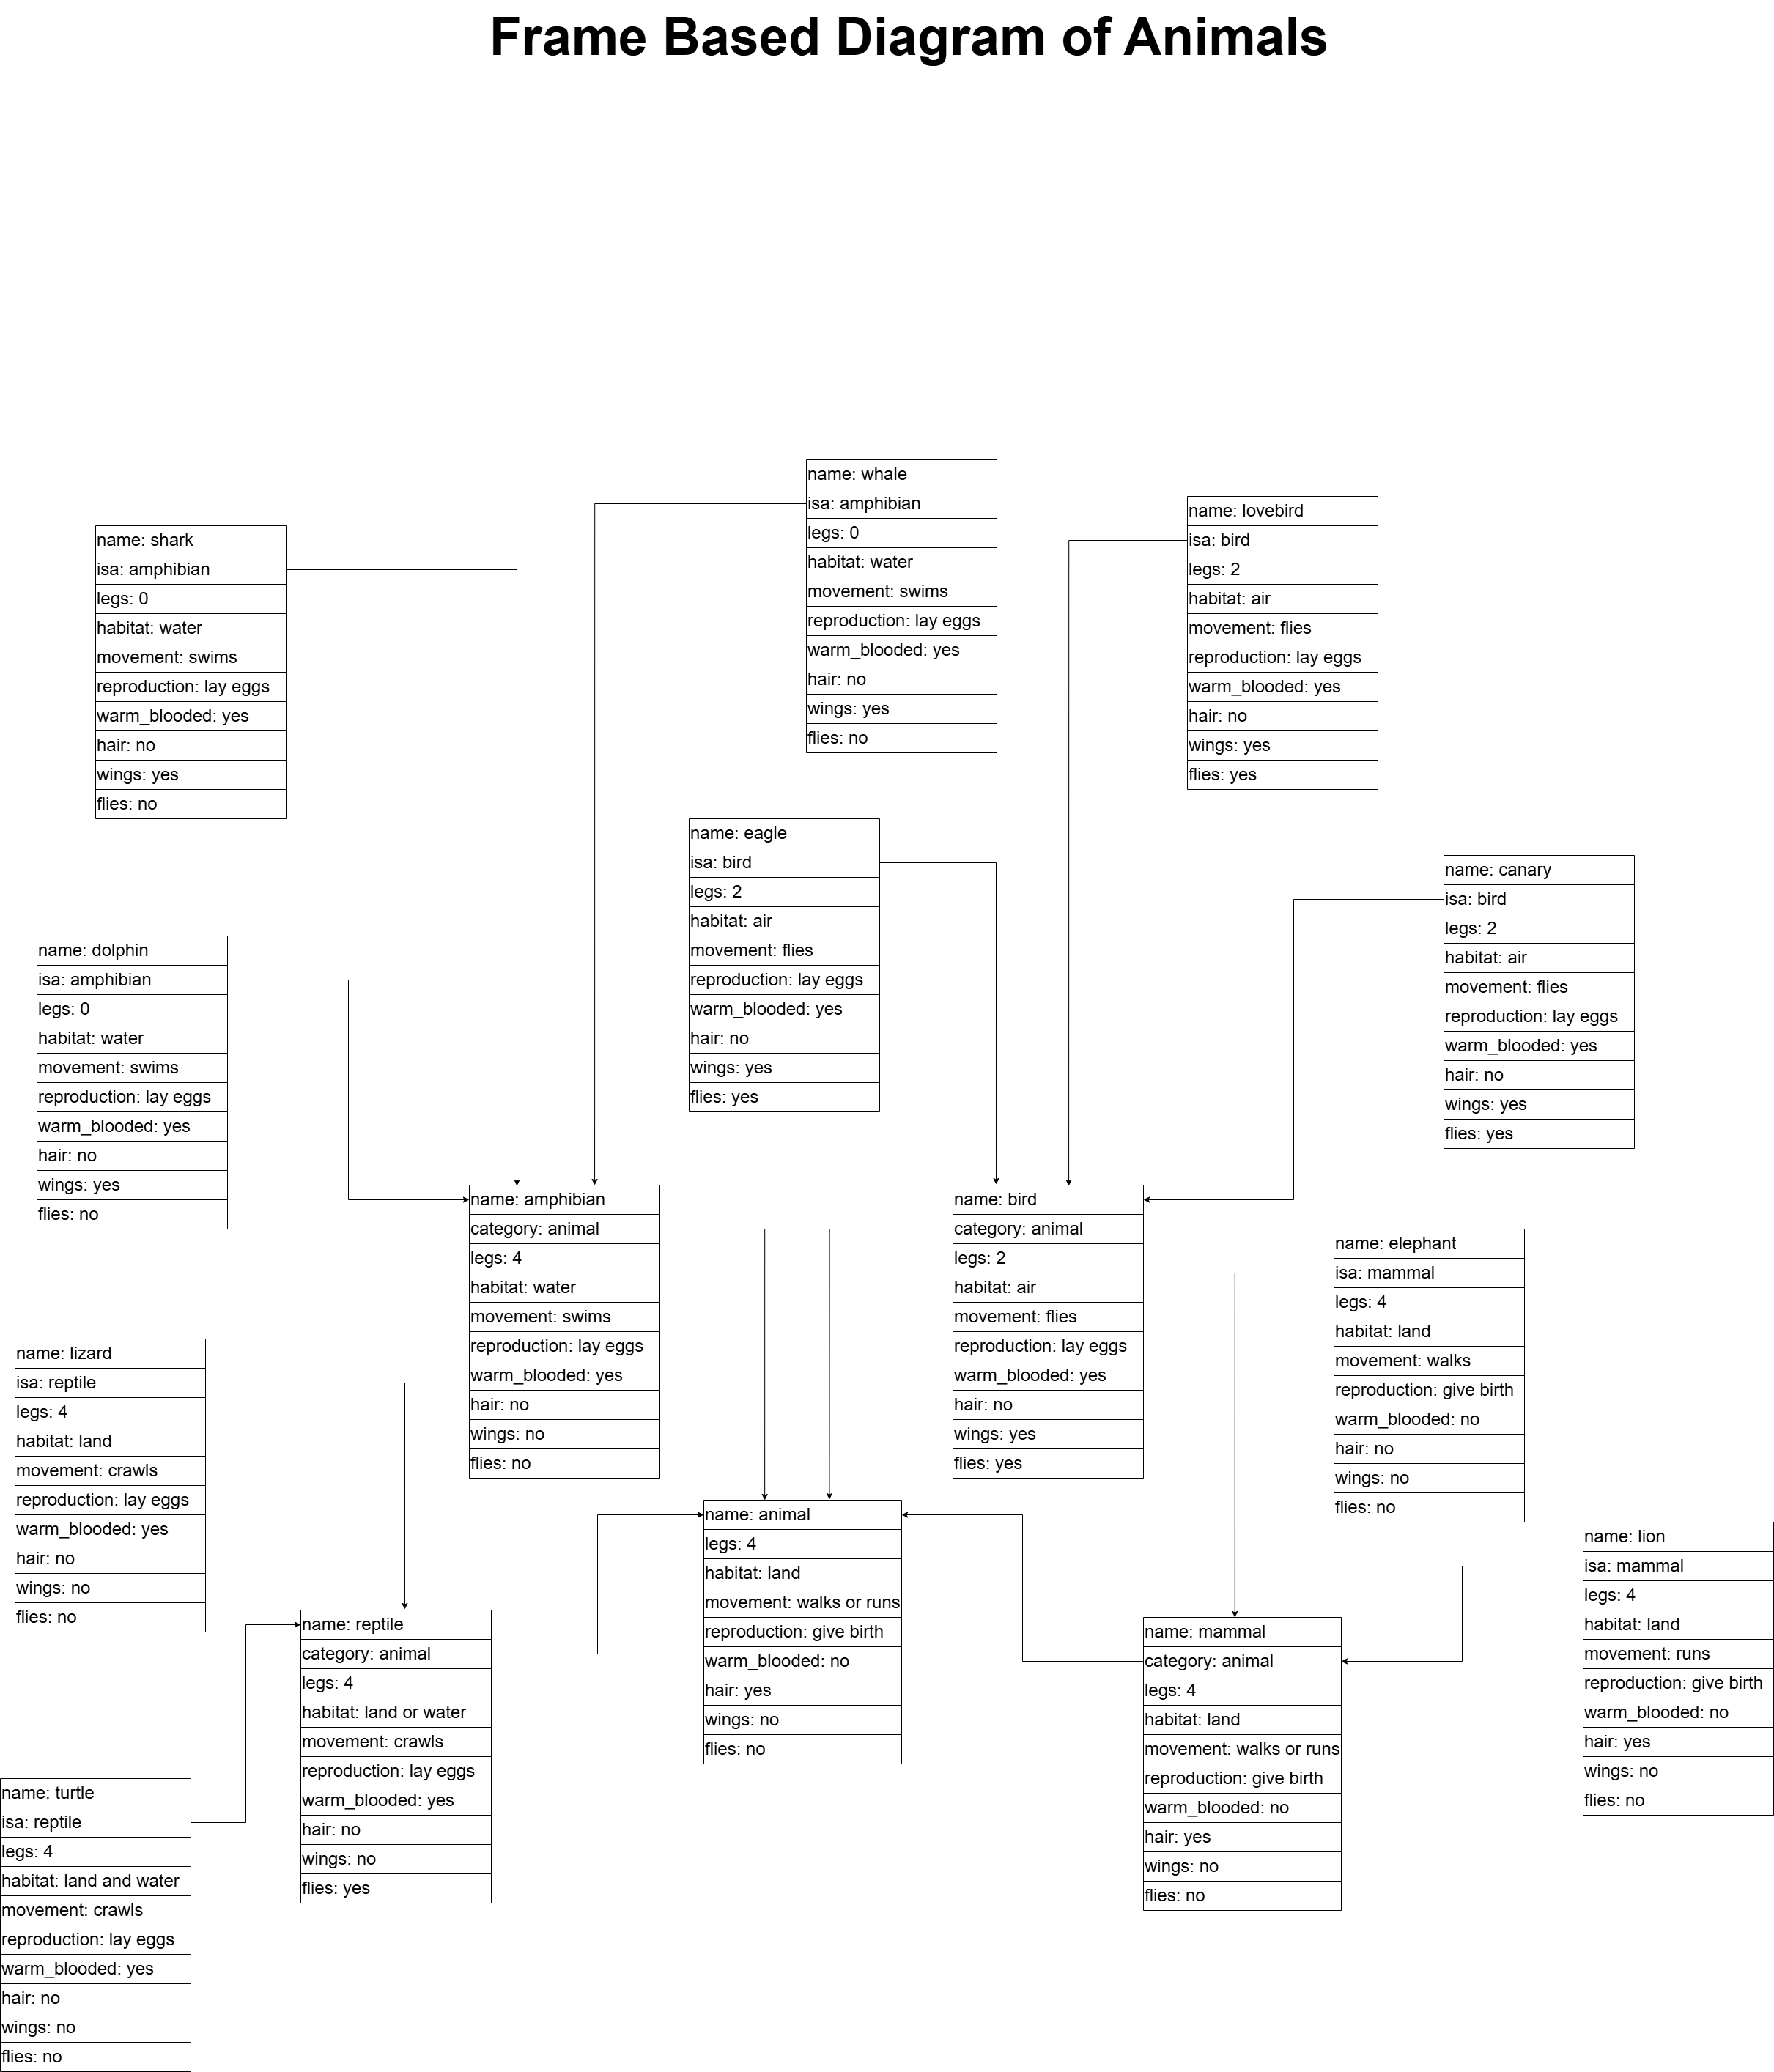 Frame Based Diagram of Animals
name: whale
isa: amphibian
legs: 0
habitat: water
movement: swims
reproduction: lay eggs
warm_blooded: yes
hair: no
wings: yes
flies: no
name: lovebird
isa: bird
legs: 2
habitat: air
movement: flies
reproduction: lay eggs
warm_blooded: yes
hair: no
wings: yes
flies: yes
name: shark
isa: amphibian
legs: 0
habitat: water
movement: swims
reproduction: lay eggs
warm_blooded: yes
hair: no
wings: yes
flies: no
name: eagle
isa: bird
legs: 2
habitat: air
movement: flies
reproduction: lay eggs
warm_blooded: yes
hair: no
wings: yes
flies: yes
name: canary
isa: bird
legs: 2
habitat: air
movement: flies
reproduction: lay eggs
warm_blooded: yes
hair: no
wings: yes
flies: yes
name: dolphin
isa: amphibian
legs: 0
habitat: water
movement: swims
reproduction: lay eggs
warm_blooded: yes
hair: no
wings: yes
flies: no
name: amphibian
category: animal
legs: 4
habitat: water
movement: swims
reproduction: lay eggs
warm_blooded: yes
hair: no
wings: no
flies: no
name: bird
category: animal
legs: 2
habitat: air
movement: flies
reproduction: lay eggs
warm_blooded: yes
hair: no
wings: yes
flies: yes
name: elephant
isa: mammal
legs: 4
habitat: land
movement: walks
reproduction: give birth
warm_blooded: no
hair: no
wings: no
flies: no
name: lizard
isa: reptile
legs: 4
habitat: land
movement: crawls
reproduction: lay eggs
warm_blooded: yes
hair: no
wings: no
flies: no
name: animal
legs: 4
habitat: land
movement: walks or runs
reproduction: give birth
warm_blooded: no
hair: yes
wings: no
flies: no
name: lion
isa: mammal
legs: 4
habitat: land
movement: runs
reproduction: give birth
warm_blooded: no
hair: yes
wings: no
flies: no
name: reptile
category: animal
legs: 4
habitat: land or water
movement: crawls
reproduction: lay eggs
warm_blooded: yes
hair: no
wings: no
flies: yes
name: mammal
category: animal
legs: 4
habitat: land
movement: walks or runs
reproduction: give birth
warm_blooded: no
hair: yes
wings: no
flies: no
name: turtle
isa: reptile
legs: 4
habitat: land and water
movement: crawls
reproduction: lay eggs
warm_blooded: yes
hair: no
wings: no
flies: no